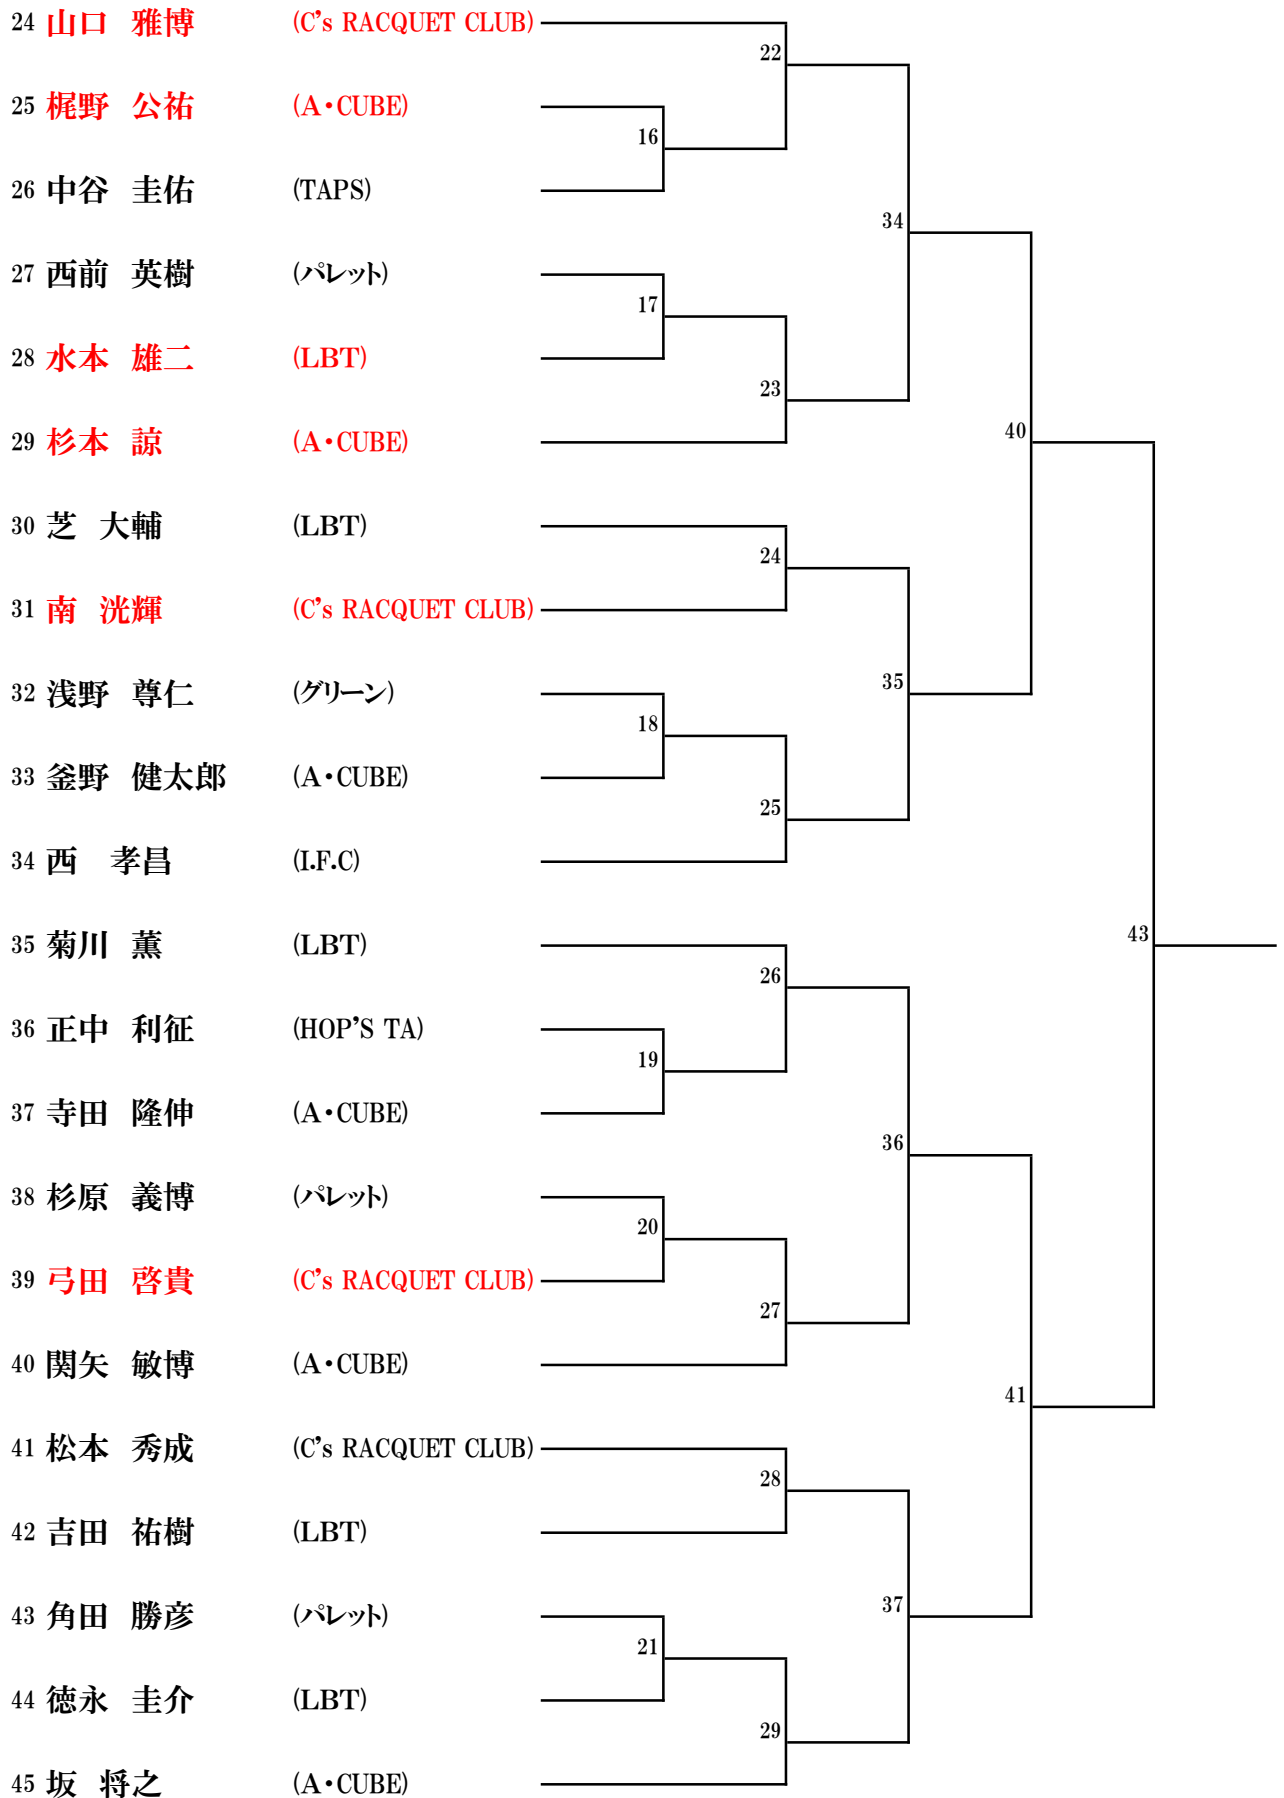 24 山口 雅博 (C's RACQUET CLUB)
22
25 梶野 公祐 (A・CUBE)
16
26 中谷 圭佑 (TAPS)
34
27 西前 英樹 (パレット)
17
28 水本 雄二 (LBT)
23
29 杉本 諒 (A・CUBE)
40
30 芝 大輔 (LBT)
24
31 南 洸輝 (C's RACQUET CLUB)
35
32 浅野 尊仁 (グリーン)
18
33 釜野 健太郎 (A・CUBE)
25
34 西 孝昌 (I.F.C)
43
35 菊川 薫 (LBT)
26
36 正中 利征 (HOP'S TA)
19
37 寺田 隆伸 (A・CUBE)
36
38 杉原 義博 (パレット)
20
39 弓田 啓貴 (C's RACQUET CLUB)
27
40 関矢 敏博 (A・CUBE)
41
41 松本 秀成 (C's RACQUET CLUB)
28
42 吉田 祐樹 (LBT)
37
43 角田 勝彦 (パレット)
21
44 徳永 圭介 (LBT)
29
45 坂 将之 (A・CUBE)